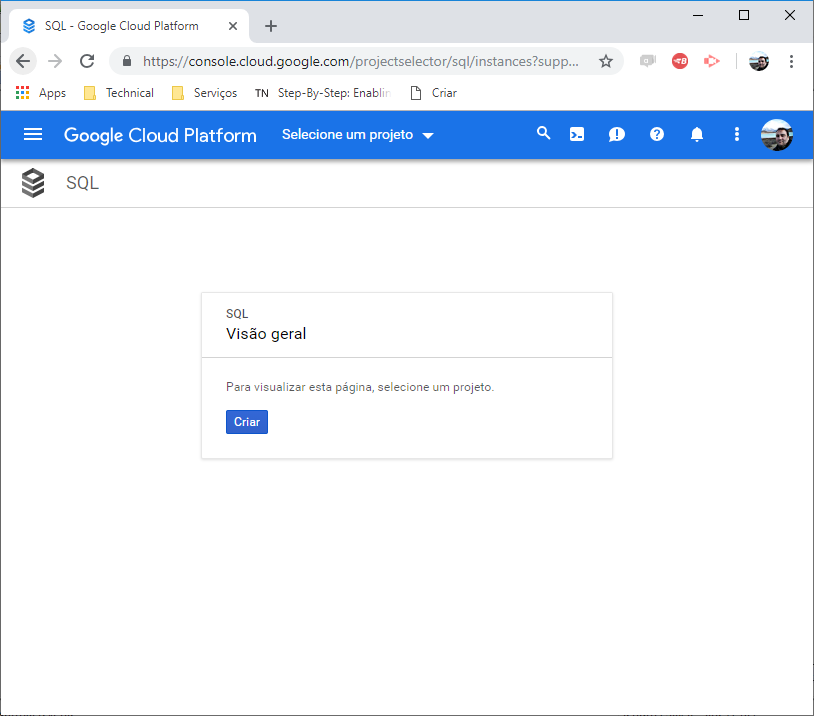 SQL - Google Cloud Platform
https://console.cloud.google.com/projectselector/sql/instances?supp...
Apps Technical Serviços TN Step-By-Step: Enablin Criar
Google Cloud Platform Selecione um projeto
SQL
SQL
Visão geral
Para visualizar esta página, selecione um projeto.
Criar